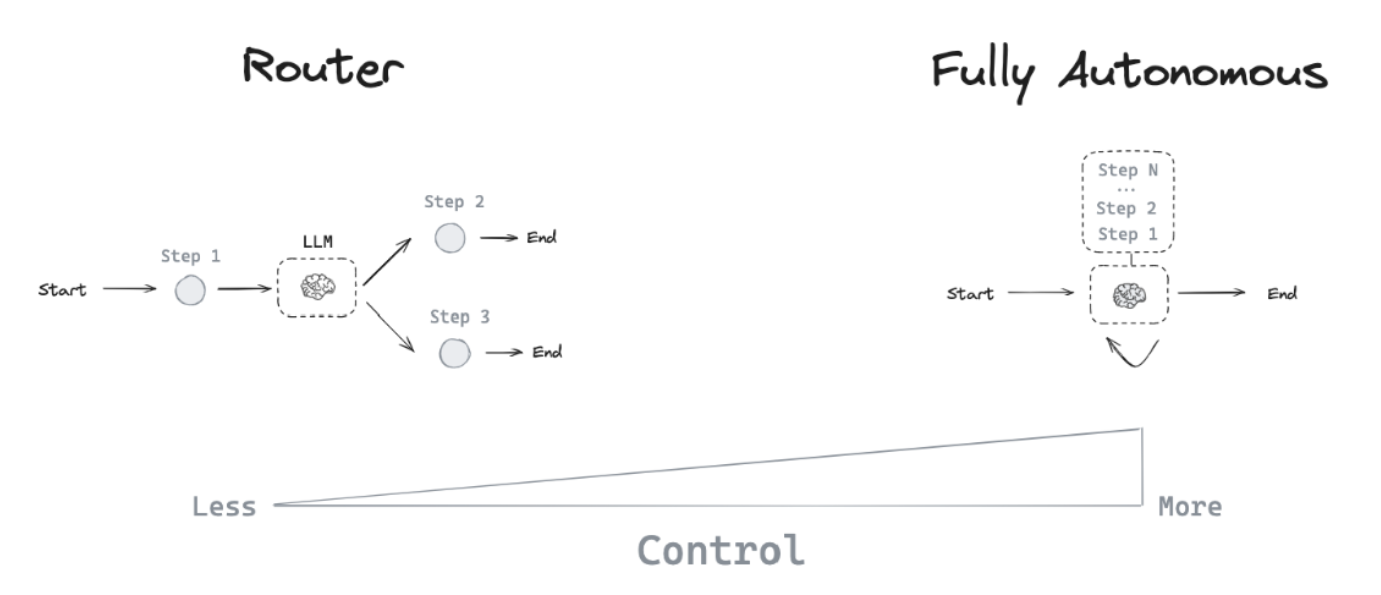 Router
Fully Autonomous
Step 1
LLM
Step 2
Step 3
Start
End
End
Step N
...
Step 2
Step 1
Start
End
Less
More
Control